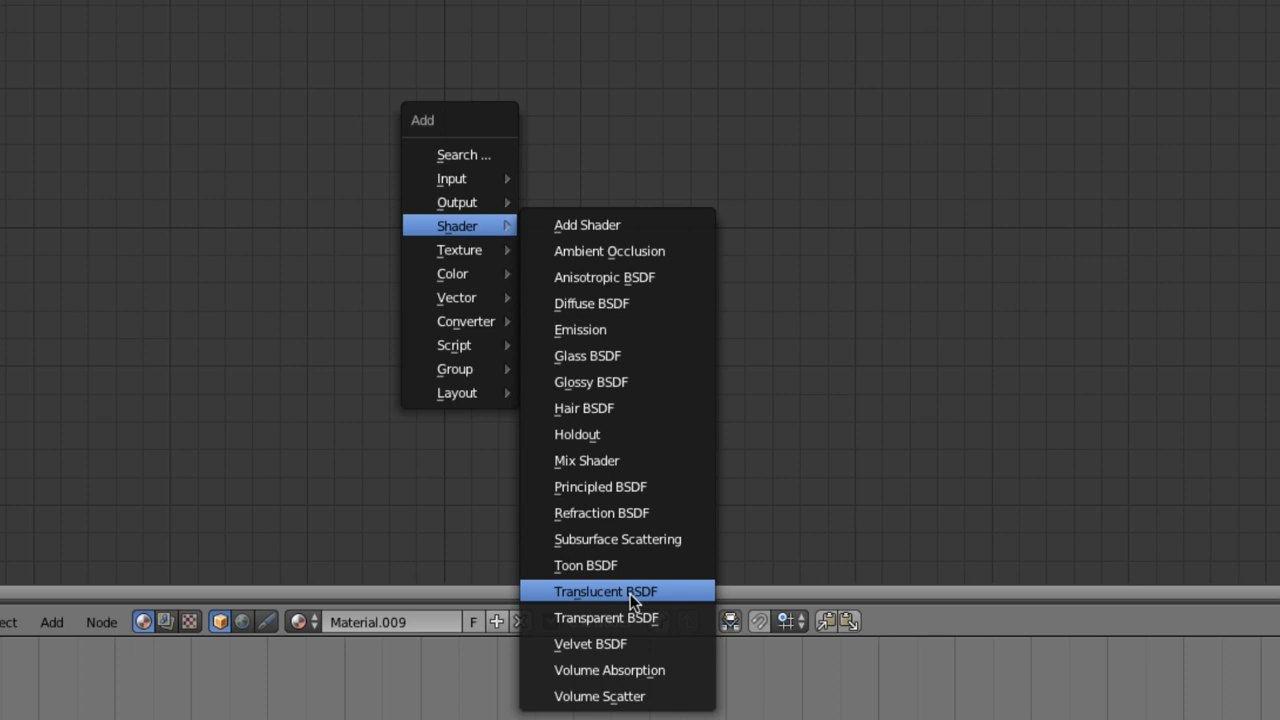 Add
Search ...
Input
Output
Shader
Texture
Color
Vector
Converter
Script
Group
Layout
Add Shader
Ambient Occlusion
Anisotropic BSDF
Diffuse BSDF
Emission
Glass BSDF
Glossy BSDF
Hair BSDF
Holdout
Mix Shader
Principled BSDF
Refraction BSDF
Subsurface Scattering
Toon BSDF
Translucent BSDF
Transparent BSDF
Velvet BSDF
Volume Absorption
Volume Scatter
ect Add Node Material.009 F